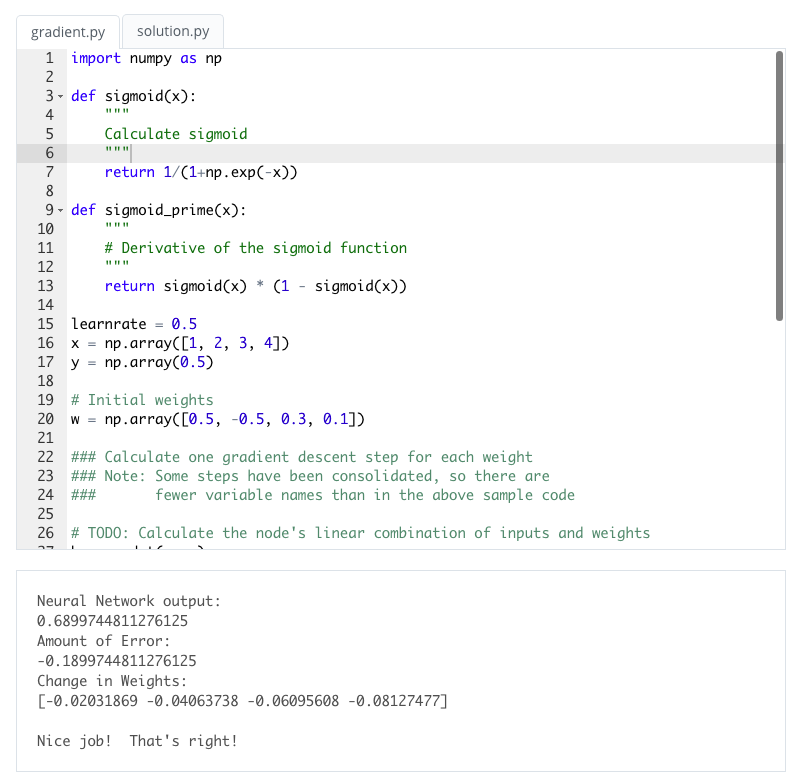 gradient.py
solution.py
1 import numpy as np
2
3 def sigmoid(x):
4     """
5     Calculate sigmoid
6     """
7     return 1/(1+np.exp(-x))
8
9 def sigmoid_prime(x):
10     """
11     # Derivative of the sigmoid function
12     """
13     return sigmoid(x) * (1 - sigmoid(x))
14
15 learnrate = 0.5
16 x = np.array([1, 2, 3, 4])
17 y = np.array(0.5)
18
19 # Initial weights
20 w = np.array([0.5, -0.5, 0.3, 0.1])
21
22 ### Calculate one gradient descent step for each weight
23 ### Note: Some steps have been consolidated, so there are
24 ###       fewer variable names than in the above sample code
25
26 # TODO: Calculate the node's linear combination of inputs and weights
Neural Network output:
0.6899744811276125
Amount of Error:
-0.1899744811276125
Change in Weights:
[-0.02031869 -0.04063738 -0.06095608 -0.08127477]
Nice job!  That's right!